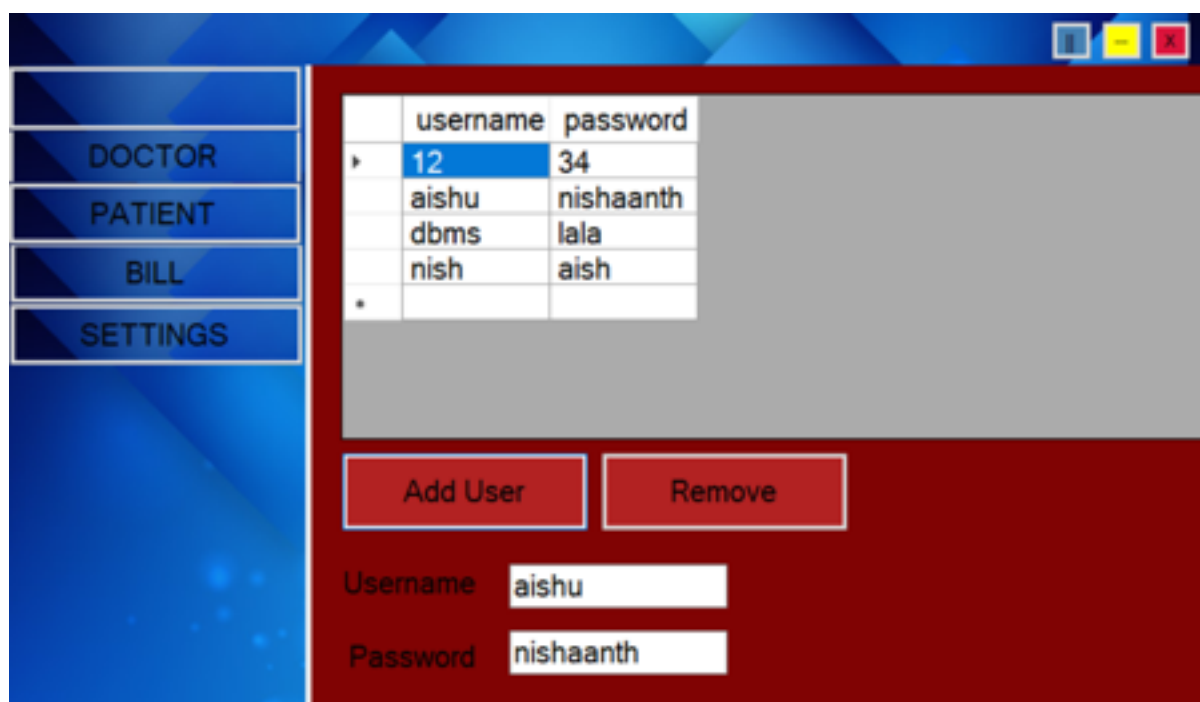 X
DOCTOR
PATIENT
BILL
SETTINGS
username password
12 34
aishu nishaanth
dbms lala
nish aish
Add User Remove
Username aishu
Password nishaanth